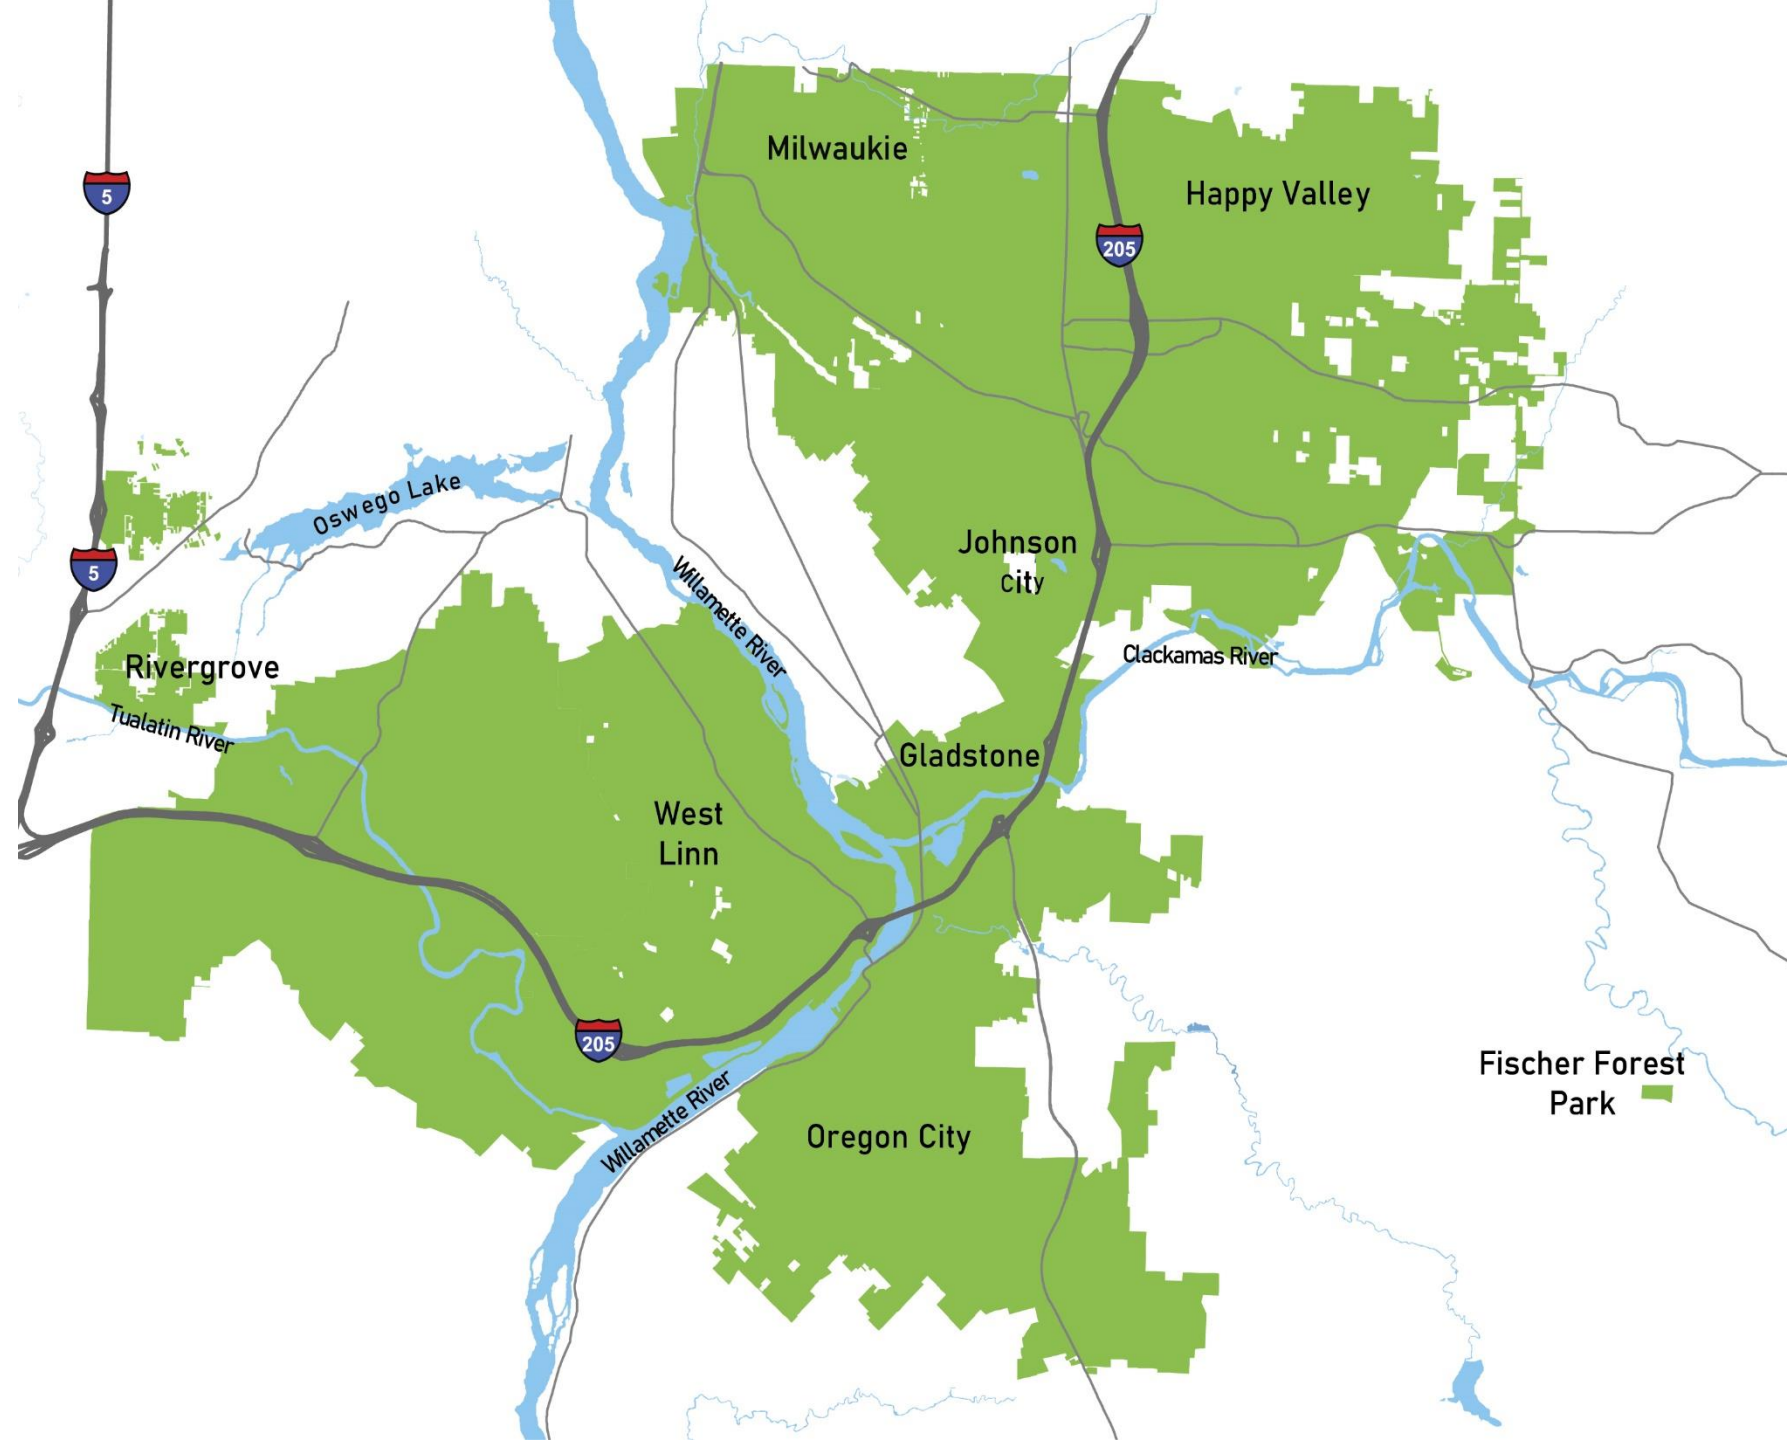 Milwaukie
Happy Valley
5
205
Oswego Lake
Johnson
City
5
Willamette River
Clackamas River
Rivergrove
Tualatin River
Gladstone
West
Linn
205
Willamette River
Fischer Forest
Park
Oregon City